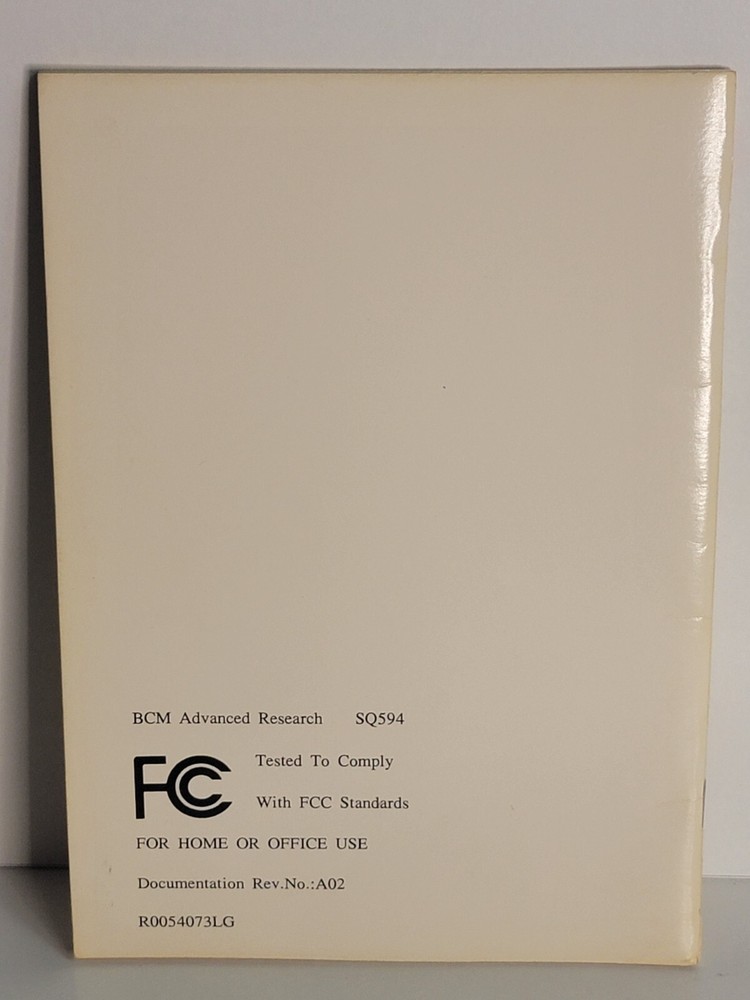 BCM Advanced Research SQ594
FC Tested To Comply
With FCC Standards
FOR HOME OR OFFICE USE
Documentation Rev.No.:A02
R0054073LG